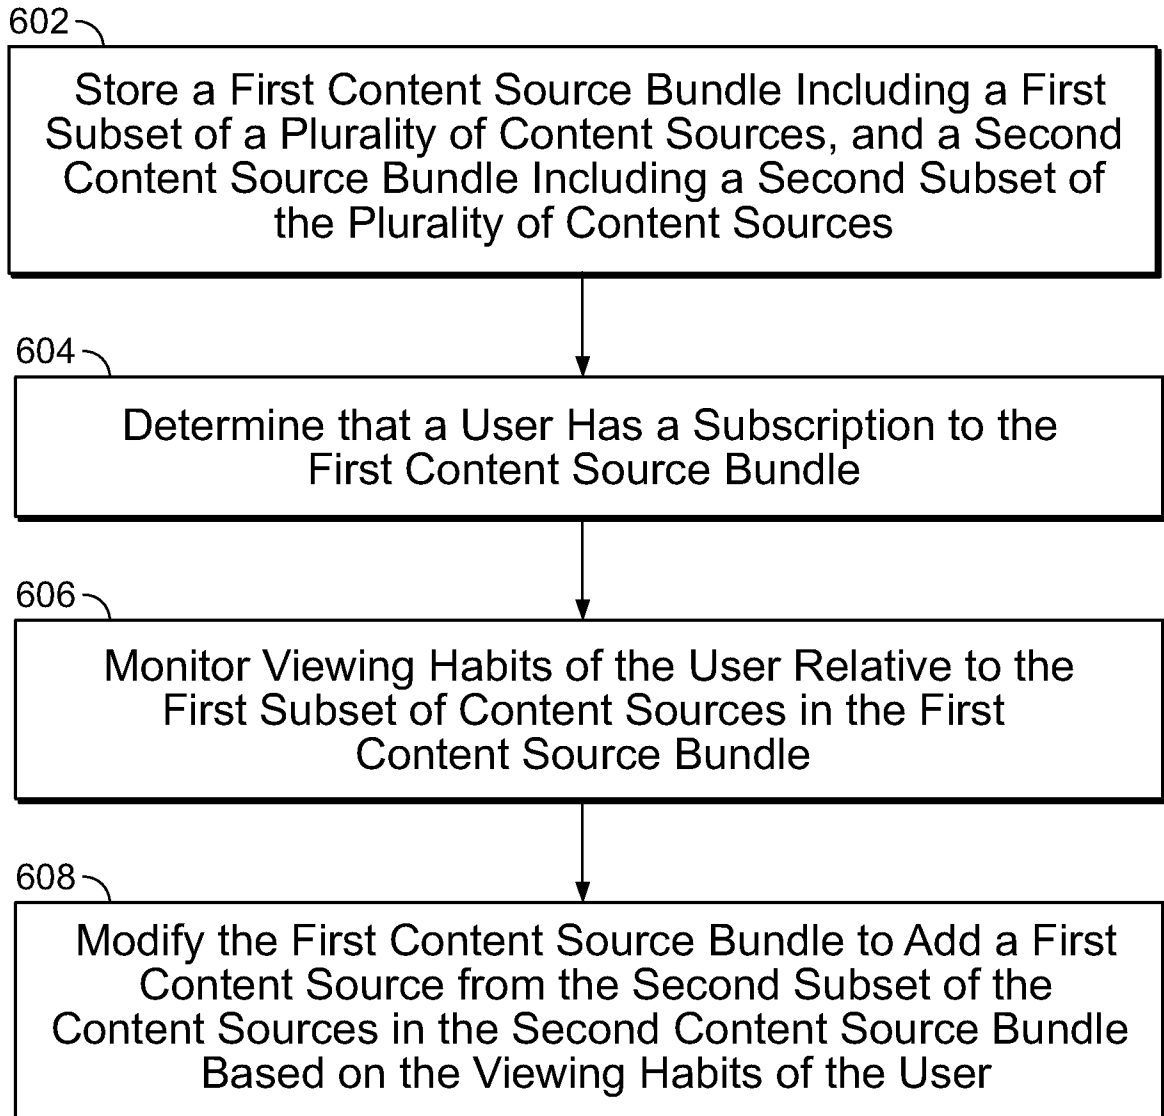 602
Store a First Content Source Bundle Including a First
Subset of a Plurality of Content Sources, and a Second
Content Source Bundle Including a Second Subset of
the Plurality of Content Sources
604
Determine that a User Has a Subscription to the
First Content Source Bundle
606
Monitor Viewing Habits of the User Relative to the
First Subset of Content Sources in the First
Content Source Bundle
608
Modify the First Content Source Bundle to Add a First
Content Source from the Second Subset of the
Content Sources in the Second Content Source Bundle
Based on the Viewing Habits of the User